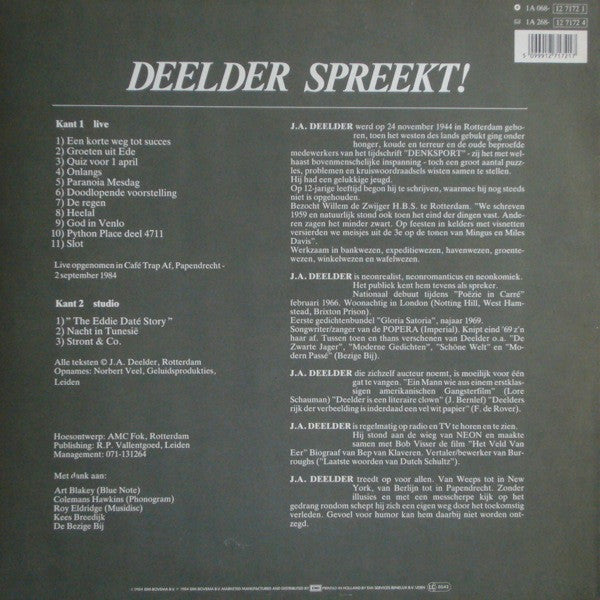 1A 068- 12 7172 1
1A 268- 12 7172 4
5 099912 717217
DEELDER SPREEKT!
Kant 1 live
1) Een korte weg tot succes
2) Groeten uit Ede
3) Quiz voor 1 april
4) Onlangs
5) Paranoia Mesdag
6) Doodlopende voorstelling
7) De regen
8) Heelal
9) God in Venlo
10) Python Place deel 4711
11) Slot
Live opgenomen in Café Trap Af, Papendrecht -
2 september 1984
Kant 2 studio
1) "The Eddie Daté Story"
2) Nacht in Tunesië
3) Stront & Co.
Alle teksten © J.A. Deelder, Rotterdam
Opnames: Norbert Veel, Geluidsprodukties,
Leiden
Hoesontwerp: AMC Fok, Rotterdam
Publishing: R.P. Vallentgoed, Leiden
Management: 071-131264
Met dank aan:
Art Blakey (Blue Note)
Colemans Hawkins (Phonogram)
Roy Eldridge (Musidisc)
Kees Breedijk
De Bezige Bij
J.A. DEELDER werd op 24 november 1944 in Rotterdam gebo-
ren, toen het westen des lands gebukt ging onder
honger, koude en terreur en de oude beproefde
medewerkers van het tijdschrift "DENKSPORT" - zij het met wel-
haast bovenmenschelijke inspanning - toch een groot aantal puzz-
les, problemen en kruiswoordraadsels wisten samen te stellen.
Hij had een gelukkige jeugd.
Op 12-jarige leeftijd begon hij te schrijven, waarmee hij nog steeds
niet is opgehouden.
Bezocht Willem de Zwijger H.B.S. te Rotterdam. "We schreven
1959 en natuurlijk stond ook toen het eind der dingen vast. Ande-
ren zagen het minder zwart. Op feesten in kelders met visnetten
versierden we meisjes uit de 3e op de tonen van Mingus en Miles
Davis".
Werkzaam in bankwezen, expeditiewezen, havenwezen, groente-
wezen, winkelwezen en wafelwezen.
J.A. DEELDER is neonrealist, neonromanticus en neonkomiek.
Het publiek kent hem tevens als spreker.
Nationaal debuut tijdens "Poëzie in Carré"
februari 1966. Woonachtig in London (Notting Hill, West Ham-
stead, Brixton Prison).
Eerste gedichtenbundel "Gloria Satoria", najaar 1969.
Songwriter/zanger van de POPERA (Imperial). Knipt eind '69 z'n
haar af. Tussen toen en thans verschenen van Deelder o.a. "De
Zwarte Jager", "Moderne Gedichten", "Schöne Welt" en "Mo-
dern Passé" (Bezige Bij).
J.A. DEELDER die zichzelf aucteur noemt, is moeilijk voor één
gat te vangen. "Ein Mann wie aus einem erstklas-
sigen amerikanischen Gangsterfilm" (Lore
Schauman) "Deelder is een literaire clown" (J. Bernlef) "Deelders
rijk der verbeelding is inderdaad een vel wit papier" (F. de Rover).
J.A. DEELDER is regelmatig op radio en TV te horen en te zien.
Hij stond aan de wieg van NEON en maakte
samen met Bob Visser de film "Het Veld Van
Eer" Biograaf van Bep van Klaveren. Vertaler/bewerker van Bur-
roughs ("Laatste woorden van Dutch Schultz").
J.A. DEELDER treedt op voor allen. Van Weeps tot in New
York, van Berlijn tot in Papendrecht. Zonder
illusies en met een messcherpe kijk op het
gedrang rondom schept hij zich een eigen weg door het toekomstig
verleden. Gevoel voor humor kan hem daarbij niet worden ont-
zegd.